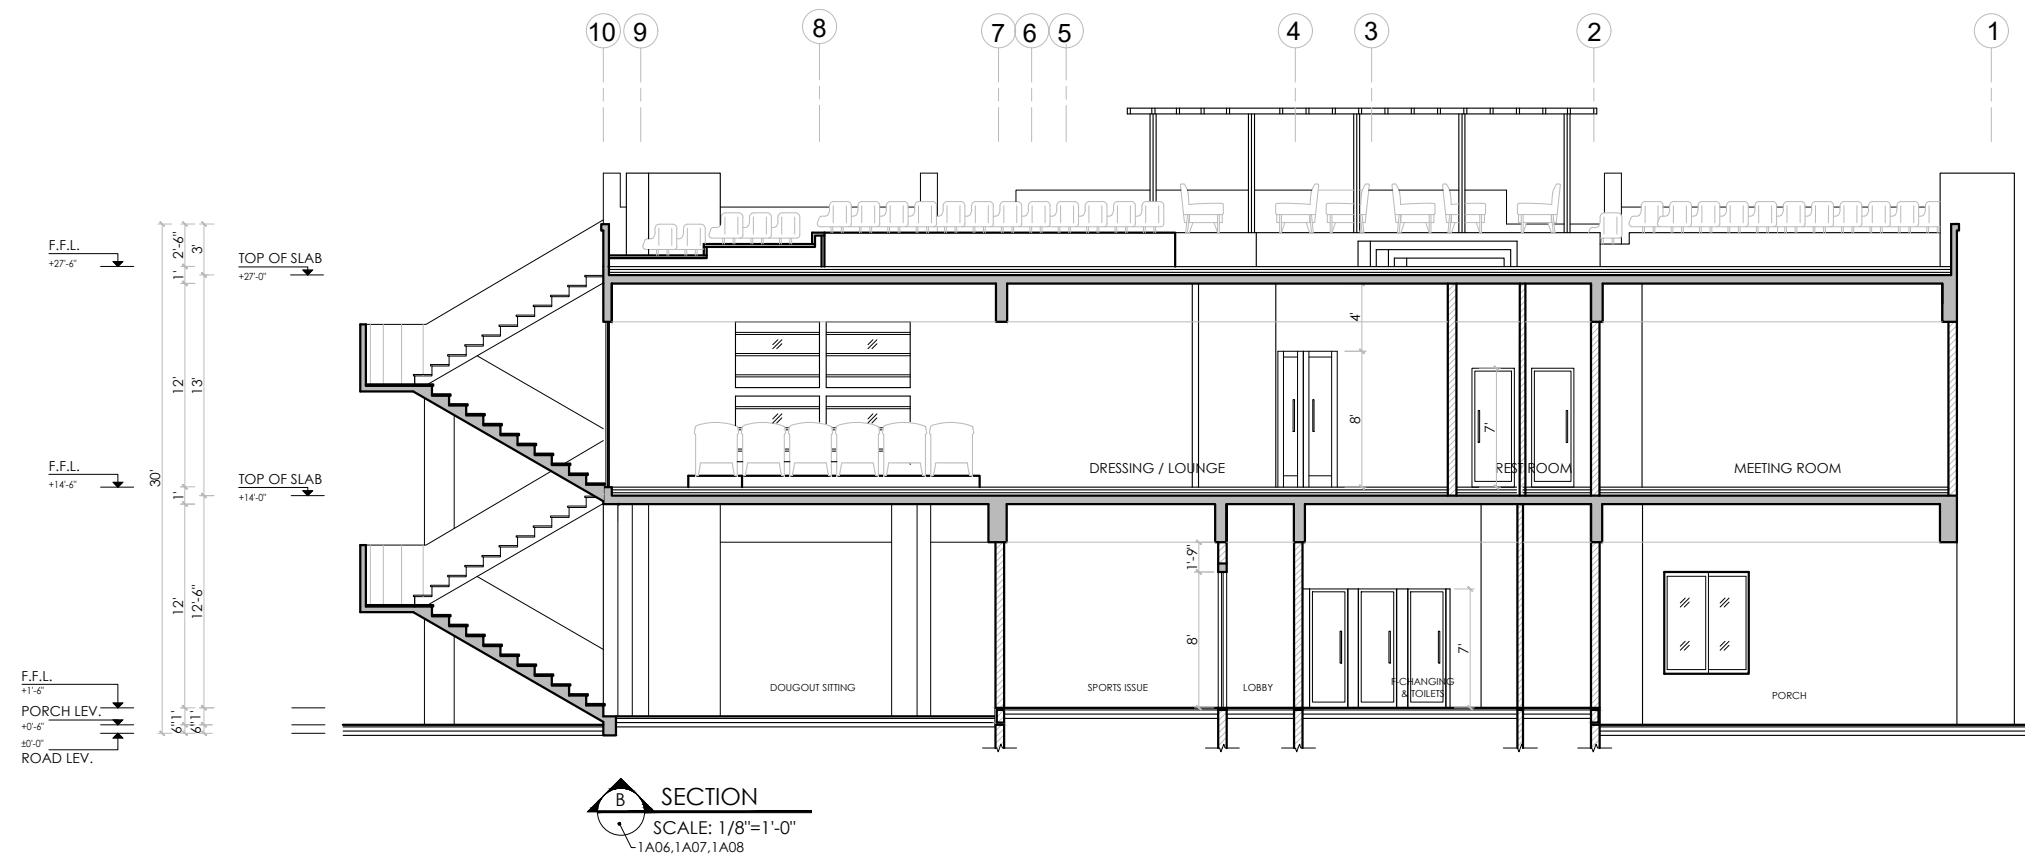 10 9 8 7 6 5 4 3 2 1
F.F.L.
+27'-6"
TOP OF SLAB
+27'-0"
2'-6"
3'
1'
12'
13'
4'
8'
7'
F.F.L.
+14'-6"
TOP OF SLAB
+14'-0"
30'
1'
DRESSING / LOUNGE
REST ROOM
MEETING ROOM
12'
12'-6"
1'-9"
8'
7'
DOUGOUT SITTING
SPORTS ISSUE
LOBBY
F-CHANGING
& TOILETS
PORCH
F.F.L.
+1'-6"
PORCH LEV.
+0'-6"
±0'-0"
ROAD LEV.
6"1'
6"1'
B
SECTION
SCALE: 1/8"=1'-0"
1A06,1A07,1A08